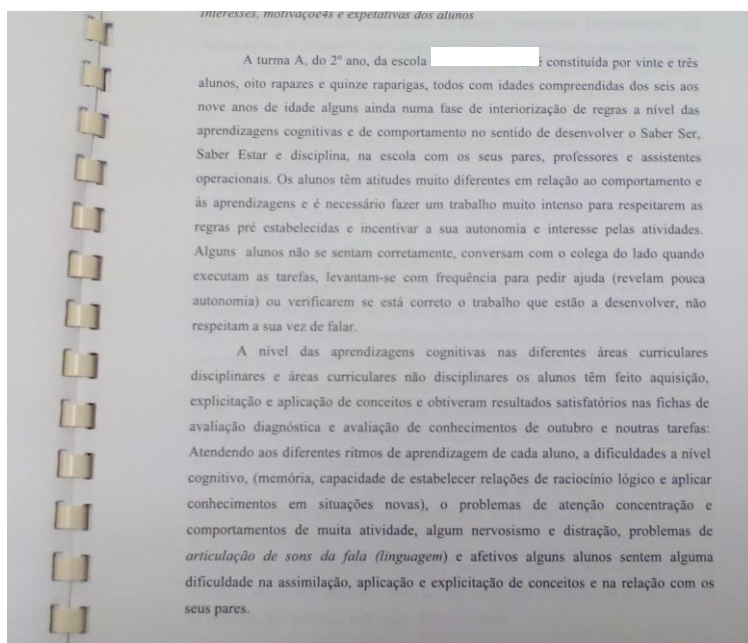 interesses, motivaçoe4s e expetativas dos alunos
A turma A, do 2º ano, da escola é constituída por vinte e três
alunos, oito rapazes e quinze raparigas, todos com idades compreendidas dos seis aos
nove anos de idade alguns ainda numa fase de interiorização de regras a nível das
aprendizagens cognitivas e de comportamento no sentido de desenvolver o Saber Ser,
Saber Estar e disciplina, na escola com os seus pares, professores e assistentes
operacionais. Os alunos têm atitudes muito diferentes em relação ao comportamento e
às aprendizagens e é necessário fazer um trabalho muito intenso para respeitarem as
regras pré estabelecidas e incentivar a sua autonomia e interesse pelas atividades.
Alguns alunos não se sentam corretamente, conversam com o colega do lado quando
executam as tarefas, levantam-se com frequência para pedir ajuda (revelam pouca
autonomia) ou verificarem se está correto o trabalho que estão a desenvolver, não
respeitam a sua vez de falar.
A nível das aprendizagens cognitivas nas diferentes áreas curriculares
disciplinares e áreas curriculares não disciplinares os alunos têm feito aquisição,
explicitação e aplicação de conceitos e obtiveram resultados satisfatórios nas fichas de
avaliação diagnóstica e avaliação de conhecimentos de outubro e noutras tarefas:
Atendendo aos diferentes ritmos de aprendizagem de cada aluno, a dificuldades a nível
cognitivo, (memória, capacidade de estabelecer relações de raciocínio lógico e aplicar
conhecimentos em situações novas), o problemas de atenção concentração e
comportamentos de muita atividade, algum nervosismo e distração, problemas de
articulação de sons da fala (linguagem) e afetivos alguns alunos sentem alguma
dificuldade na assimilação, aplicação e explicitação de conceitos e na relação com os
seus pares.